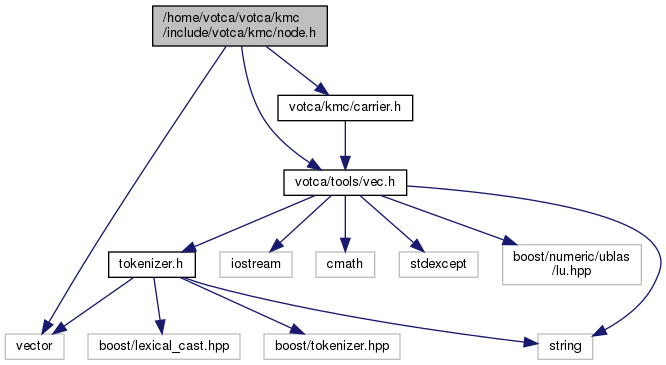 /home/votca/votca/kmc
/include/votca/kmc/node.h
votca/kmc/carrier.h
votca/tools/vec.h
tokenizer.h
iostream
cmath
stdexcept
boost/numeric/ublas
/lu.hpp
vector
boost/lexical_cast.hpp
boost/tokenizer.hpp
string